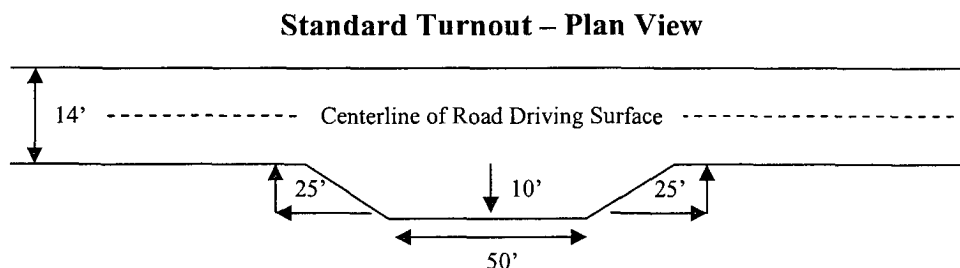 Standard Turnout – Plan View
14’ Centerline of Road Driving Surface
25’ 10’ 25’
50’